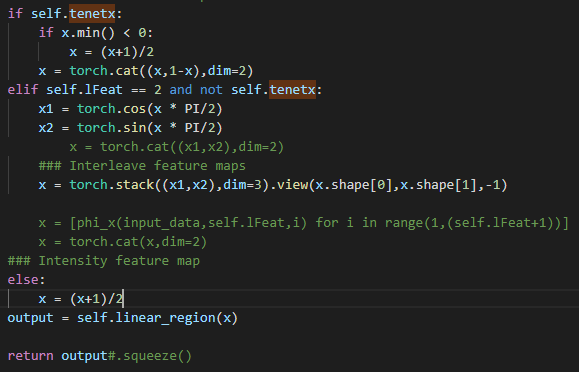 if self.tenetx:
    if x.min() < 0:
        x = (x+1)/2
    x = torch.cat((x,1-x),dim=2)
elif self.lFeat == 2 and not self.tenetx:
    x1 = torch.cos(x * PI/2)
    x2 = torch.sin(x * PI/2)
        x = torch.cat((x1,x2),dim=2)
    ### Interleave feature maps
    x = torch.stack((x1,x2),dim=3).view(x.shape[0],x.shape[1],-1)

    x = [phi_x(input_data,self.lFeat,i) for i in range(1,(self.lFeat+1))]
    x = torch.cat(x,dim=2)
### Intensity feature map
else:
    x = (x+1)/2
output = self.linear_region(x)

return output#.squeeze()